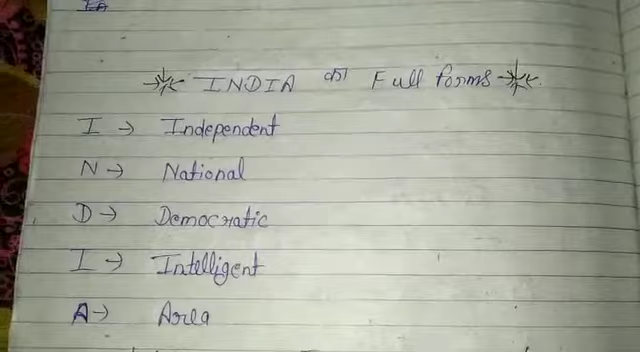 INDIA का Full forms
I → Independent
N → National
D → Democratic
I → Intelligent
A → Area